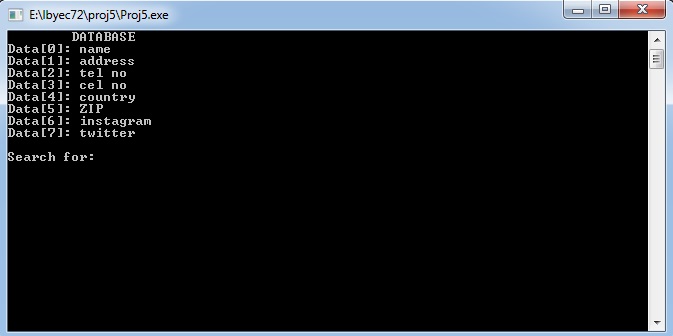 E:\lbyec72\proj5\Proj5.exe
DATABASE
Data[0]: name
Data[1]: address
Data[2]: tel no
Data[3]: cel no
Data[4]: country
Data[5]: ZIP
Data[6]: instagram
Data[7]: twitter
Search for: